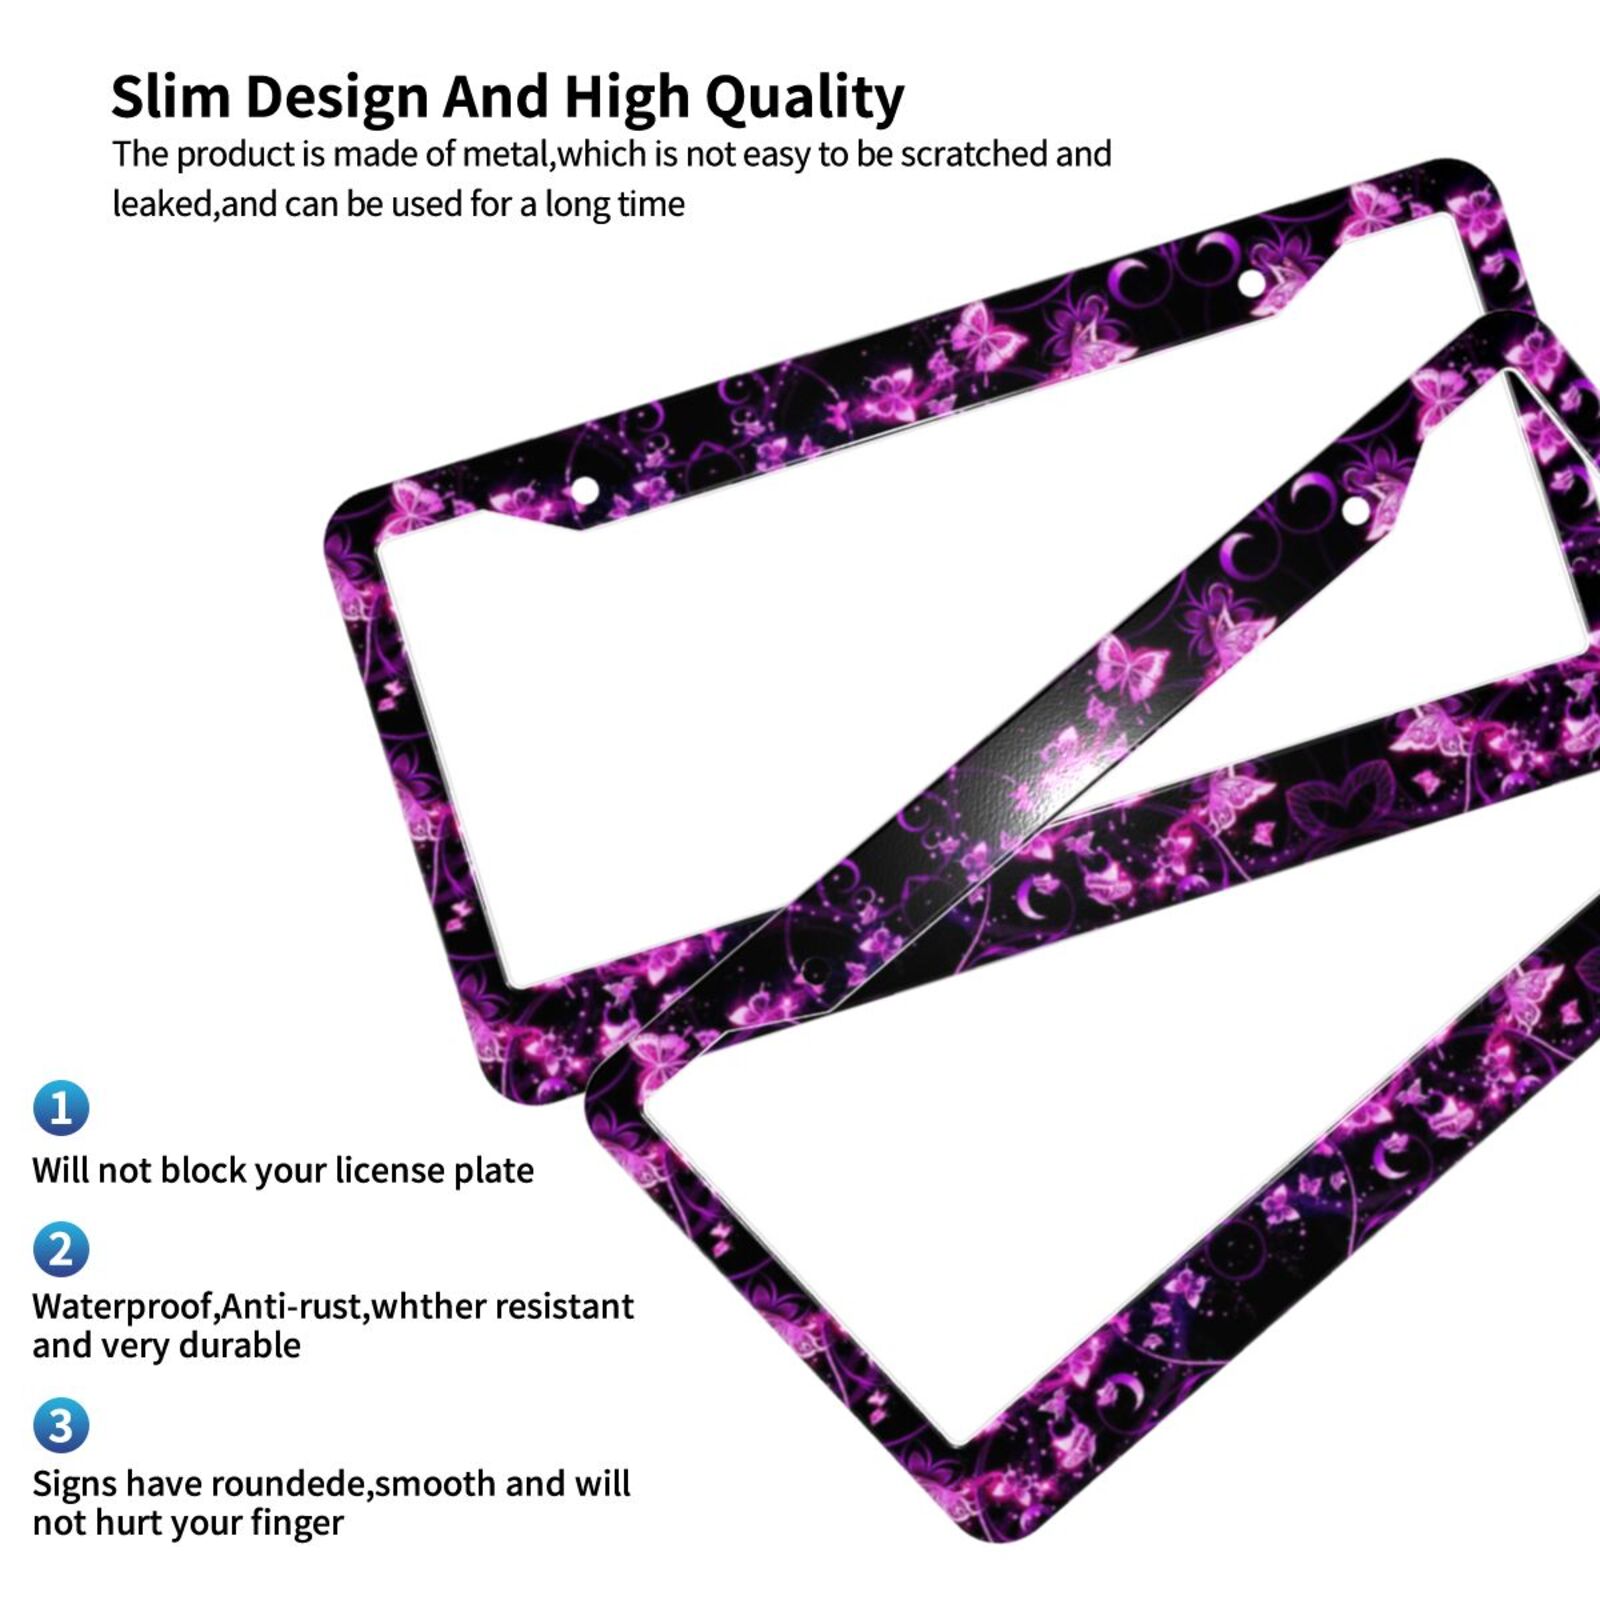 Slim Design And High Quality
The product is made of metal,which is not easy to be scratched and
leaked,and can be used for a long time
1
Will not block your license plate
2
Waterproof,Anti-rust,whther resistant
and very durable
3
Signs have roundede,smooth and will
not hurt your finger